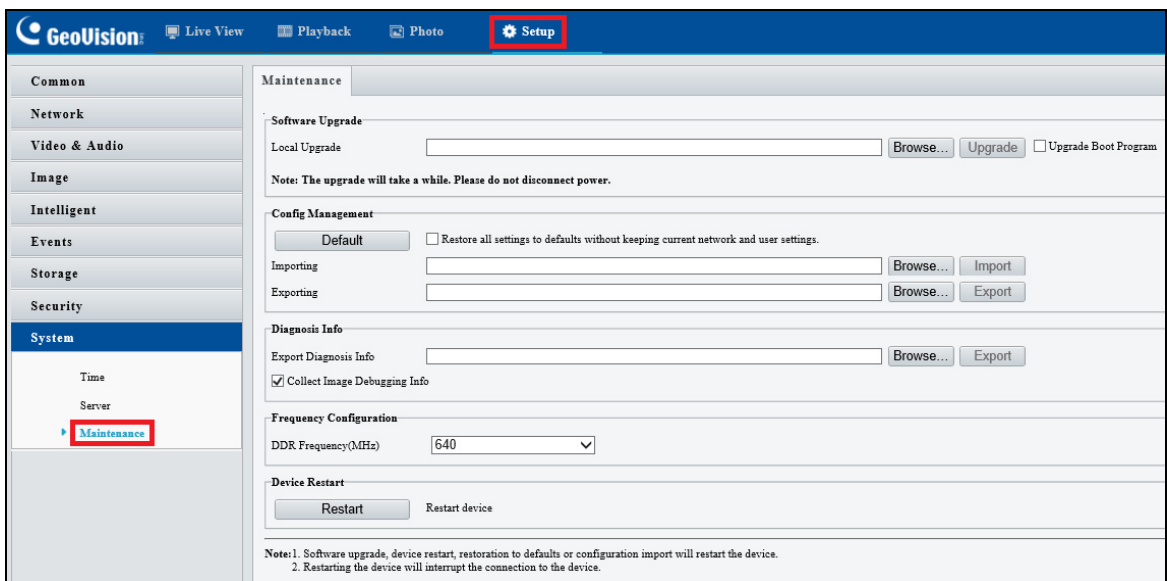 GeoVision Live View Playback Photo Setup
Common
Network
Video & Audio
Image
Intelligent
Events
Storage
Security
System
Time
Server
Maintenance
Maintenance
Software Upgrade
Local Upgrade Browse... Upgrade Upgrade Boot Program
Note: The upgrade will take a while. Please do not disconnect power.
Config Management
Default Restore all settings to defaults without keeping current network and user settings.
Importing Browse... Import
Exporting Browse... Export
Diagnosis Info
Export Diagnosis Info Browse... Export
Collect Image Debugging Info
Frequency Configuration
DDR Frequency(MHz) 640
Device Restart
Restart Restart device
Note:1. Software upgrade, device restart, restoration to defaults or configuration import will restart the device.
2. Restarting the device will interrupt the connection to the device.